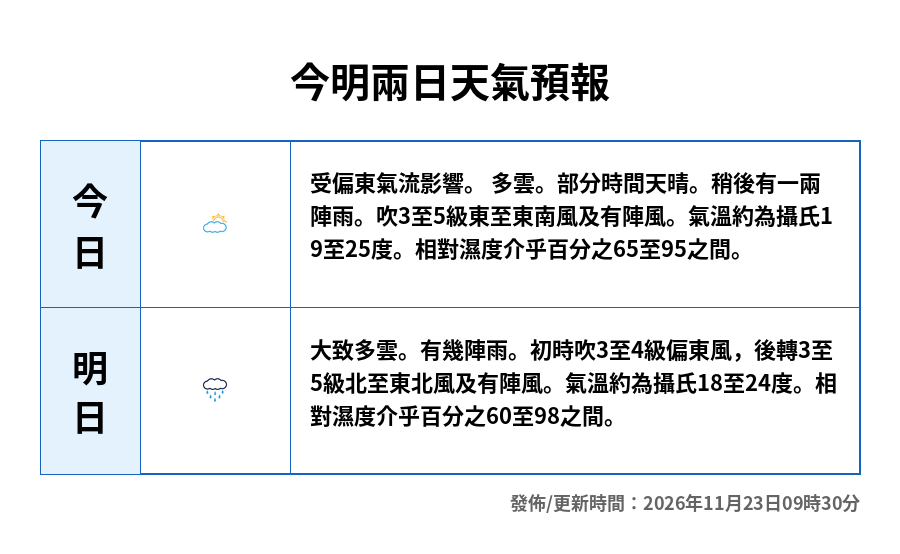 今明兩日天氣預報
今
日
受偏東氣流影響。 多雲。部分時間天晴。稍後有一兩
陣雨。吹3至5級東至東南風及有陣風。氣溫約為攝氏1
9至25度。相對濕度介乎百分之65至95之間。
明
日
大致多雲。有幾陣雨。初時吹3至4級偏東風，後轉3至
5級北至東北風及有陣風。氣溫約為攝氏18至24度。相
對濕度介乎百分之60至98之間。
發佈/更新時間：2026年11月23日09時30分